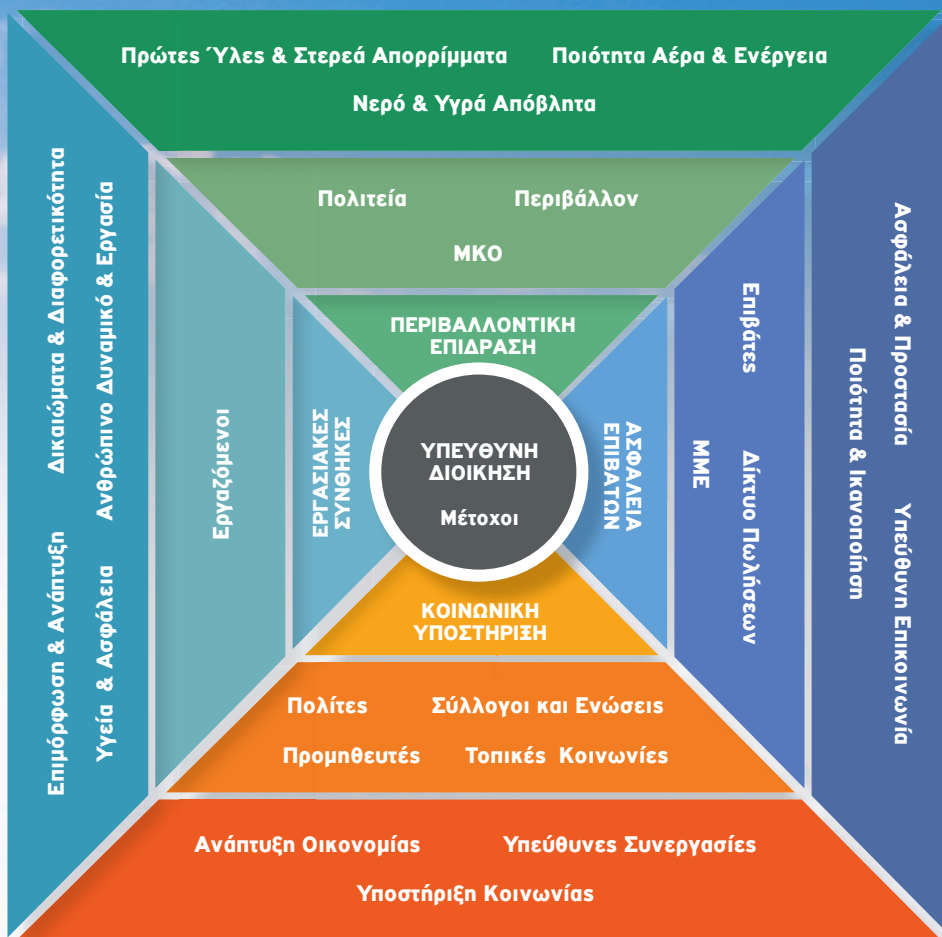 Πρώτες Ύλες & Στερεά Απορρίμματα
Ποιότητα Αέρα & Ενέργεια
Νερό & Υγρά Απόβλητα
Πολιτεία
Περιβάλλον
ΜΚΟ
ΠΕΡΙΒΑΛΛΟΝΤΙΚΗ
ΕΠΙΔΡΑΣΗ
Επιμόρφωση & Ανάπτυξη
Δικαιώματα & Διαφορετικότητα
Υγεία & Ασφάλεια
Ανθρώπινο Δυναμικό & Εργασία
Εργαζόμενοι
ΕΡΓΑΣΙΑΚΕΣ
ΣΥΝΘΗΚΕΣ
ΥΠΕΥΘΥΝΗ
ΔΙΟΙΚΗΣΗ
Μέτοχοι
ΑΣΦΑΛΕΙΑ
ΕΠΙΒΑΤΩΝ
Επιβάτες
Δίκτυο Πωλήσεων
ΜΜΕ
Ασφάλεια & Προστασία
Υπεύθυνη Επικοινωνία
Ποιότητα & Ικανοποίηση
ΚΟΙΝΩΝΙΚΗ
ΥΠΟΣΤΗΡΙΞΗ
Πολίτες
Σύλλογοι και Ενώσεις
Προμηθευτές
Τοπικές Κοινωνίες
Ανάπτυξη Οικονομίας
Υπεύθυνες Συνεργασίες
Υποστήριξη Κοινωνίας